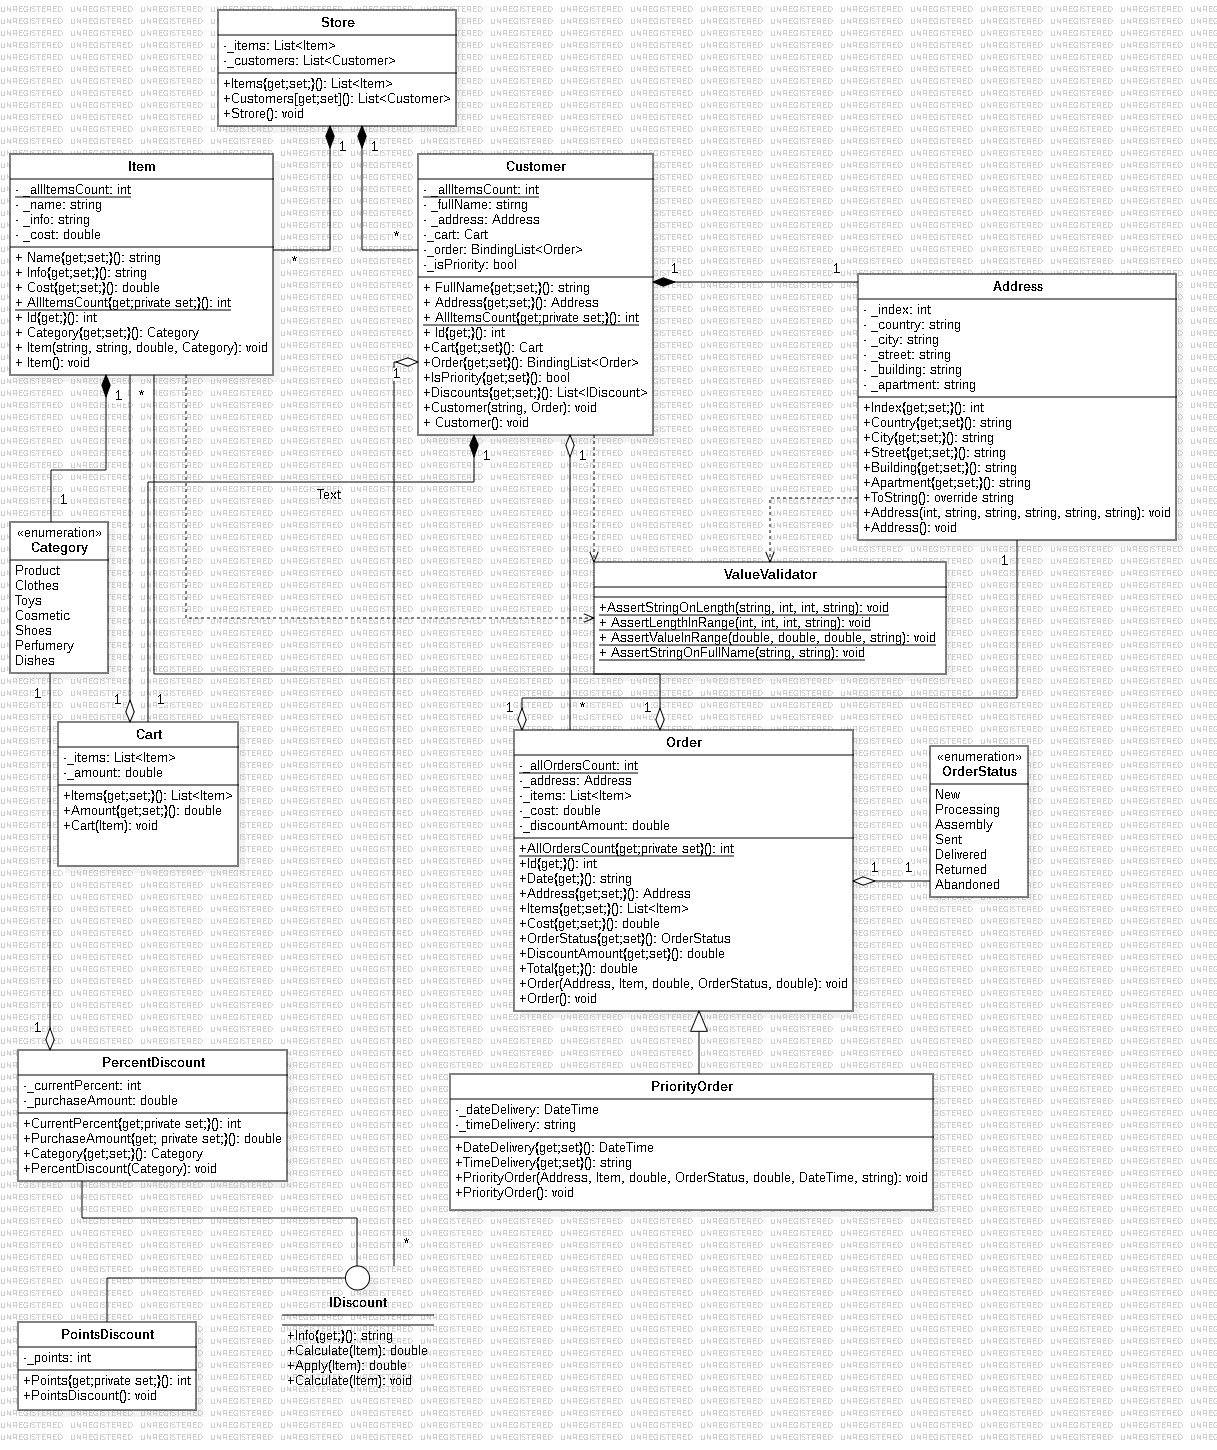 Store
-_items: List<Item>
-_customers: List<Customer>
+Items{get;set;}(): List<Item>
+Customers[get;set](): List<Customer>
+Strore(): void
1
1
*
*
Item
- _allItemsCount: int
- _name: string
- _info: string
- _cost: double
+ Name{get;set;}(): string
+ Info{get;set;}(): string
+ Cost{get;set;}(): double
+ AllItemsCount{get;private set;}(): int
+ Id{get;}(): int
+ Category{get;set;}(): Category
+ Item(string, string, double, Category): void
+ Item(): void
Customer
- _allItemsCount: int
- _fullName: stirng
- _address: Address
-_cart: Cart
-_order: BindingList<Order>
-_isPriority: bool
+ FullName{get;set;}(): string
+ Address{get;set;}(): Address
+ AllItemsCount{get;private set;}(): int
+ Id{get;}(): int
+Cart{get;set}(): Cart
+Order{get;set}(): BindingList<Order>
+IsPriority{get;set}(): bool
+Discounts{get;set;}(): List<IDiscount>
+Customer(string, Order): void
+ Customer(): void
1
1
Address
- _index: int
- _country: string
- _city: string
- _street: string
- _building: string
- _apartment: string
+Index{get;set;}(): int
+Country{get;set}(): string
+City{get;set;}(): string
+Street{get;set;}(): string
+Building{get;set;}(): string
+Apartment{get;set;}(): string
+ToString(): override string
+Address(int, string, string, string, string, string): void
+Address(): void
1
1
*
1
1
Text
1
1
«enumeration»
Category
Product
Clothes
Toys
Cosmetic
Shoes
Perfumery
Dishes
ValueValidator
+AssertStringOnLength(string, int, int, string): void
+ AssertLengthInRange(int, int, int, string): void
+ AssertValueInRange(double, double, double, string): void
+ AssertStringOnFullName(string, string): void
1
1
1
1
*
1
Cart
-_items: List<Item>
-_amount: double
+Items{get;set;}(): List<Item>
+Amount{get;set;}(): double
+Cart(Item): void
Order
-_allOrdersCount: int
-_address: Address
-_items: List<Item>
-_cost: double
-_discountAmount: double
+AllOrdersCount{get;private set}(): int
+Id{get;}(): int
+Date{get;}(): string
+Address{get;set;}(): Address
+Items{get;set;}(): List<Item>
+Cost{get;set;}(): double
+OrderStatus{get;set}(): OrderStatus
+DiscountAmount{get;set}(): double
+Total{get;}(): double
+Order(Address, Item, double, OrderStatus, double): void
+Order(): void
1
1
«enumeration»
OrderStatus
New
Processing
Assembly
Sent
Delivered
Returned
Abandoned
1
PercentDiscount
-_currentPercent: int
-_purchaseAmount: double
+CurrentPercent{get;private set;}(): int
+PurchaseAmount{get; private set;}(): double
+Category{get;set;}(): Category
+PercentDiscount(Category): void
PriorityOrder
-_dateDelivery: DateTime
-_timeDelivery: string
+DateDelivery{get;set}(): DateTime
+TimeDelivery{get;set}(): string
+PriorityOrder(Address, Item, double, OrderStatus, double, DateTime, string): void
+PriorityOrder(): void
*
IDiscount
+Info{get;}(): string
+Calculate(Item): double
+Apply(Item): double
+Calculate(Item): void
PointsDiscount
-_points: int
+Points{get;private set;}(): int
+PointsDiscount(): void
UNREGISTERED